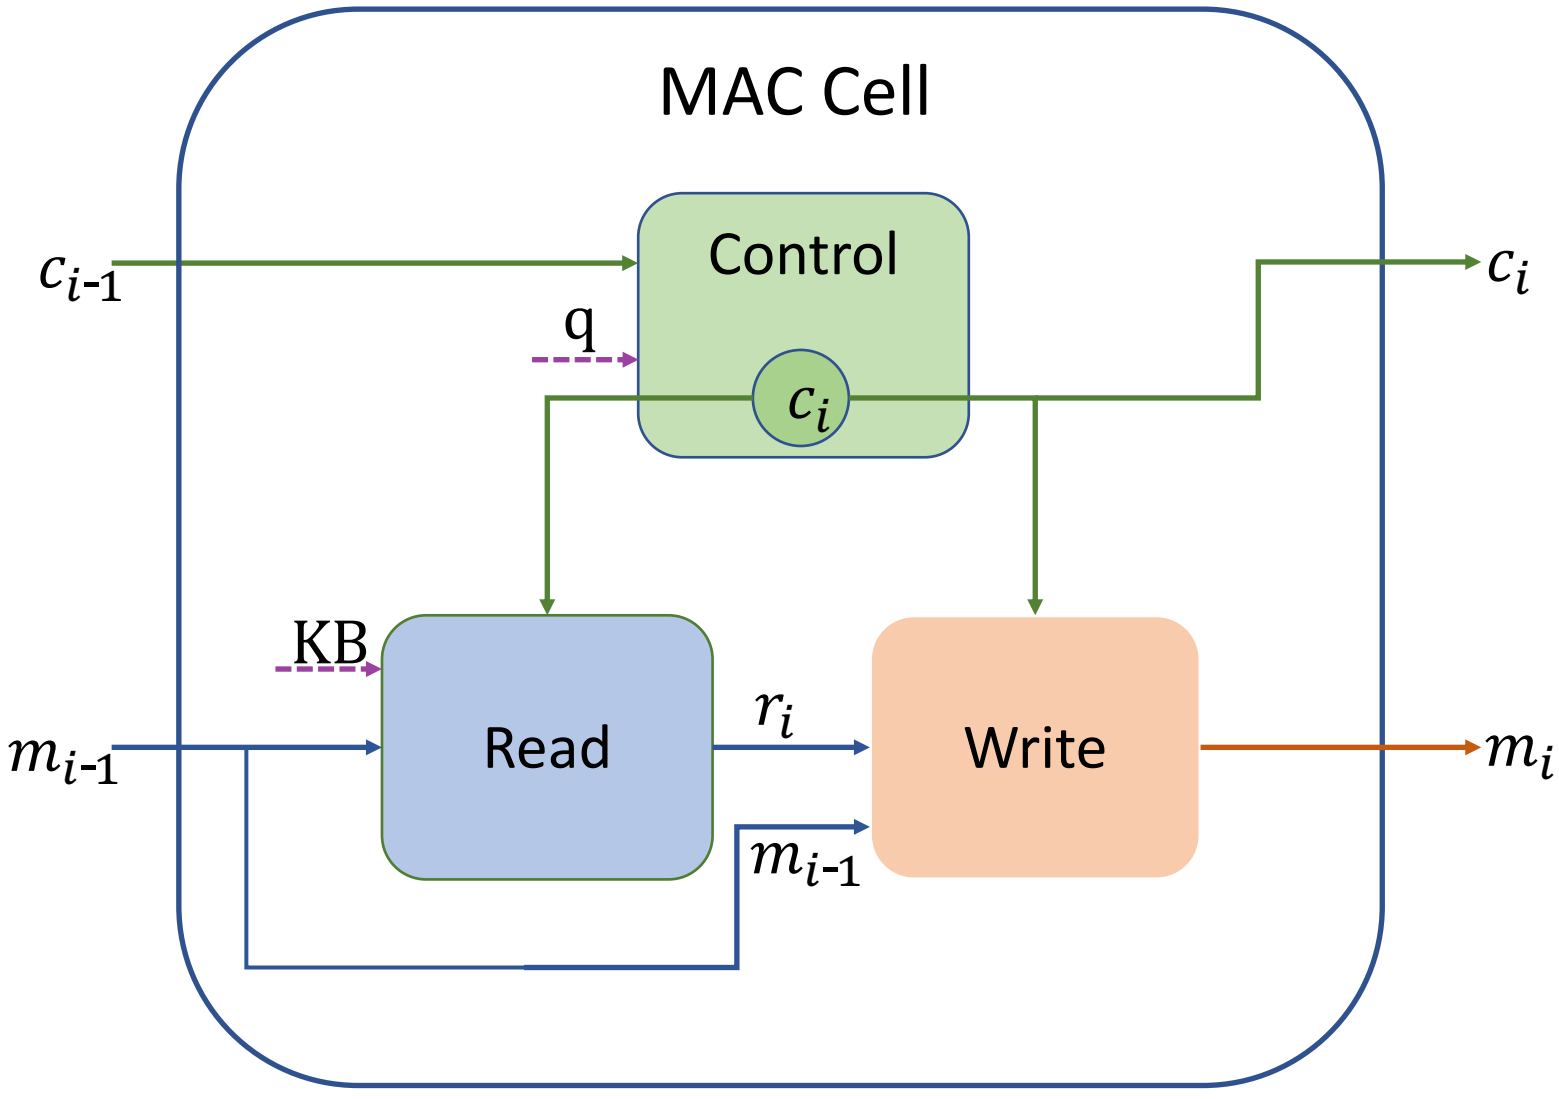 MAC Cell
Control
c_{i-1}
c_i
q
c_i
KB
r_i
m_{i-1}
Read
Write
m_i
m_{i-1}